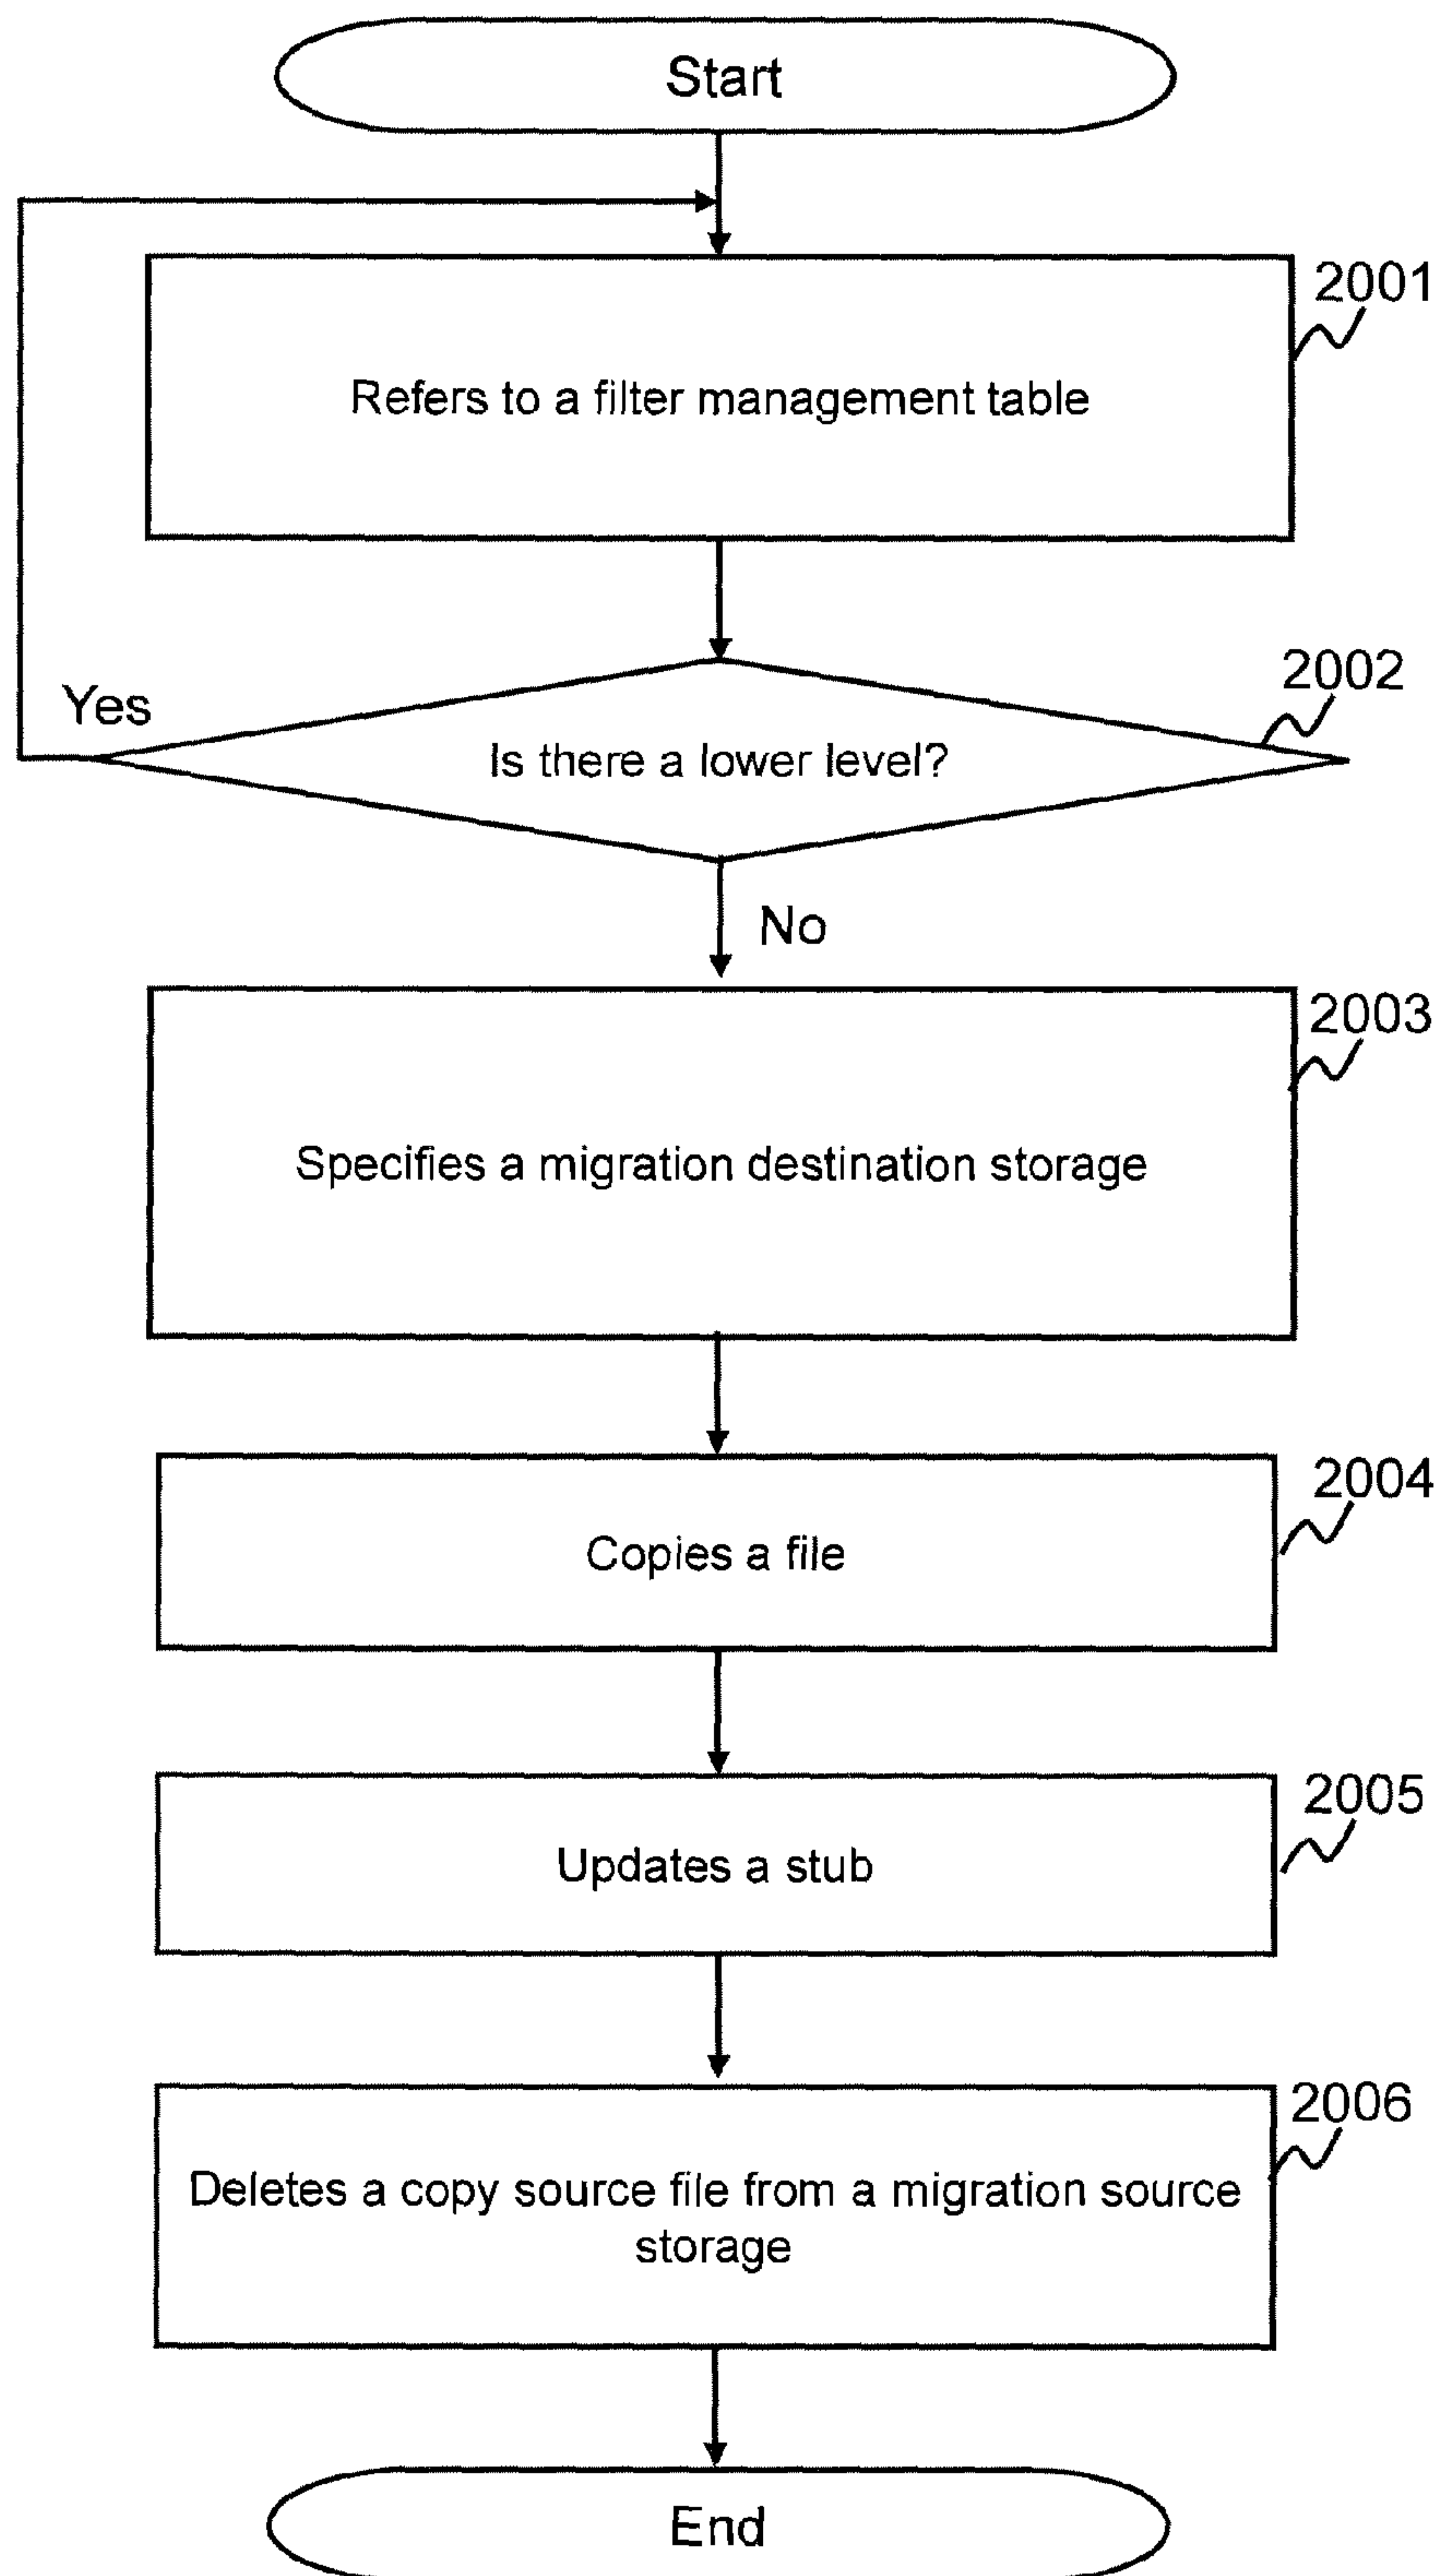 Start
2001
Refers to a filter management table
2002
Yes
Is there a lower level?
No
2003
Specifies a migration destination storage
2004
Copies a file
2005
Updates a stub
2006
Deletes a copy source file from a migration source
storage
End